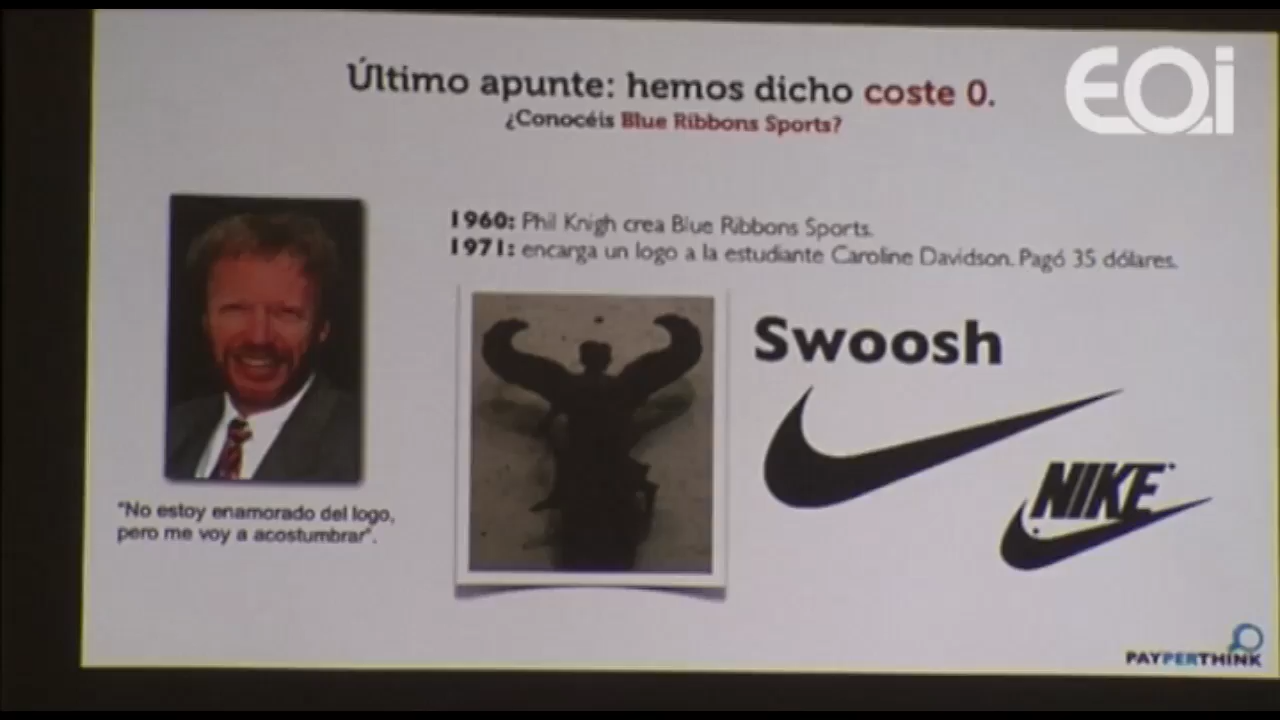 Último apunte: hemos dicho coste 0.
¿Conocéis Blue Ribbons Sports?
EOi
1960: Phil Knigh crea Blue Ribbons Sports.
1971: encarga un logo a la estudiante Caroline Davidson. Pagó 35 dólares.
Swoosh
NIKE
"No estoy enamorado del logo,
pero me voy a acostumbrar".
PAYPERTHINK